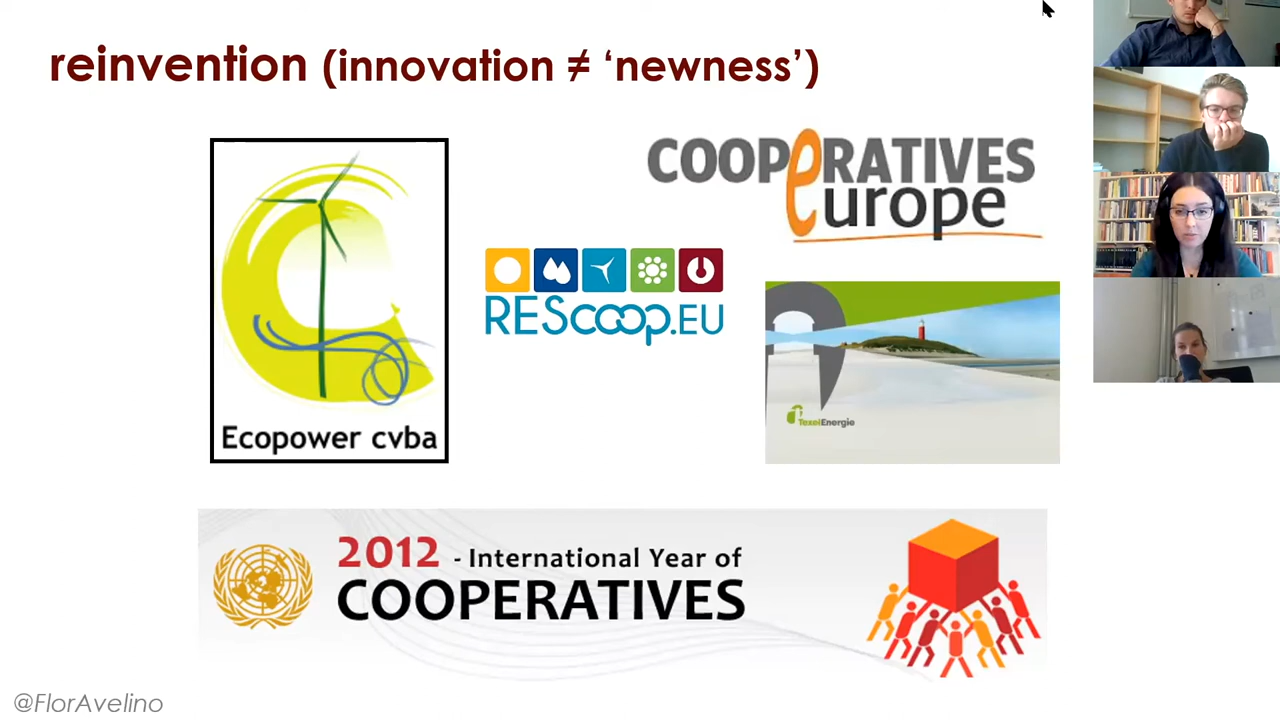 reinvention (innovation ≠ ‘newness’)
COOPERATIVES
europe
REScoop.EU
TexelEnergie
Ecopower cvba
2012 - International Year of
COOPERATIVES
@FlorAvelino